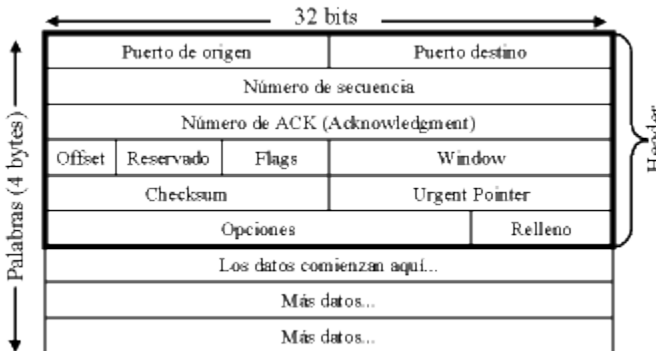 32 bits
Puerto de origen Puerto destino
Número de secuencia
Número de ACK (Acknowledgment)
Offset Reservado Flags Window
Checksum Urgent Pointer
Opciones Relleno
Los datos comienzan aquí...
Más datos...
Más datos...
Palabras (4 bytes)
Header